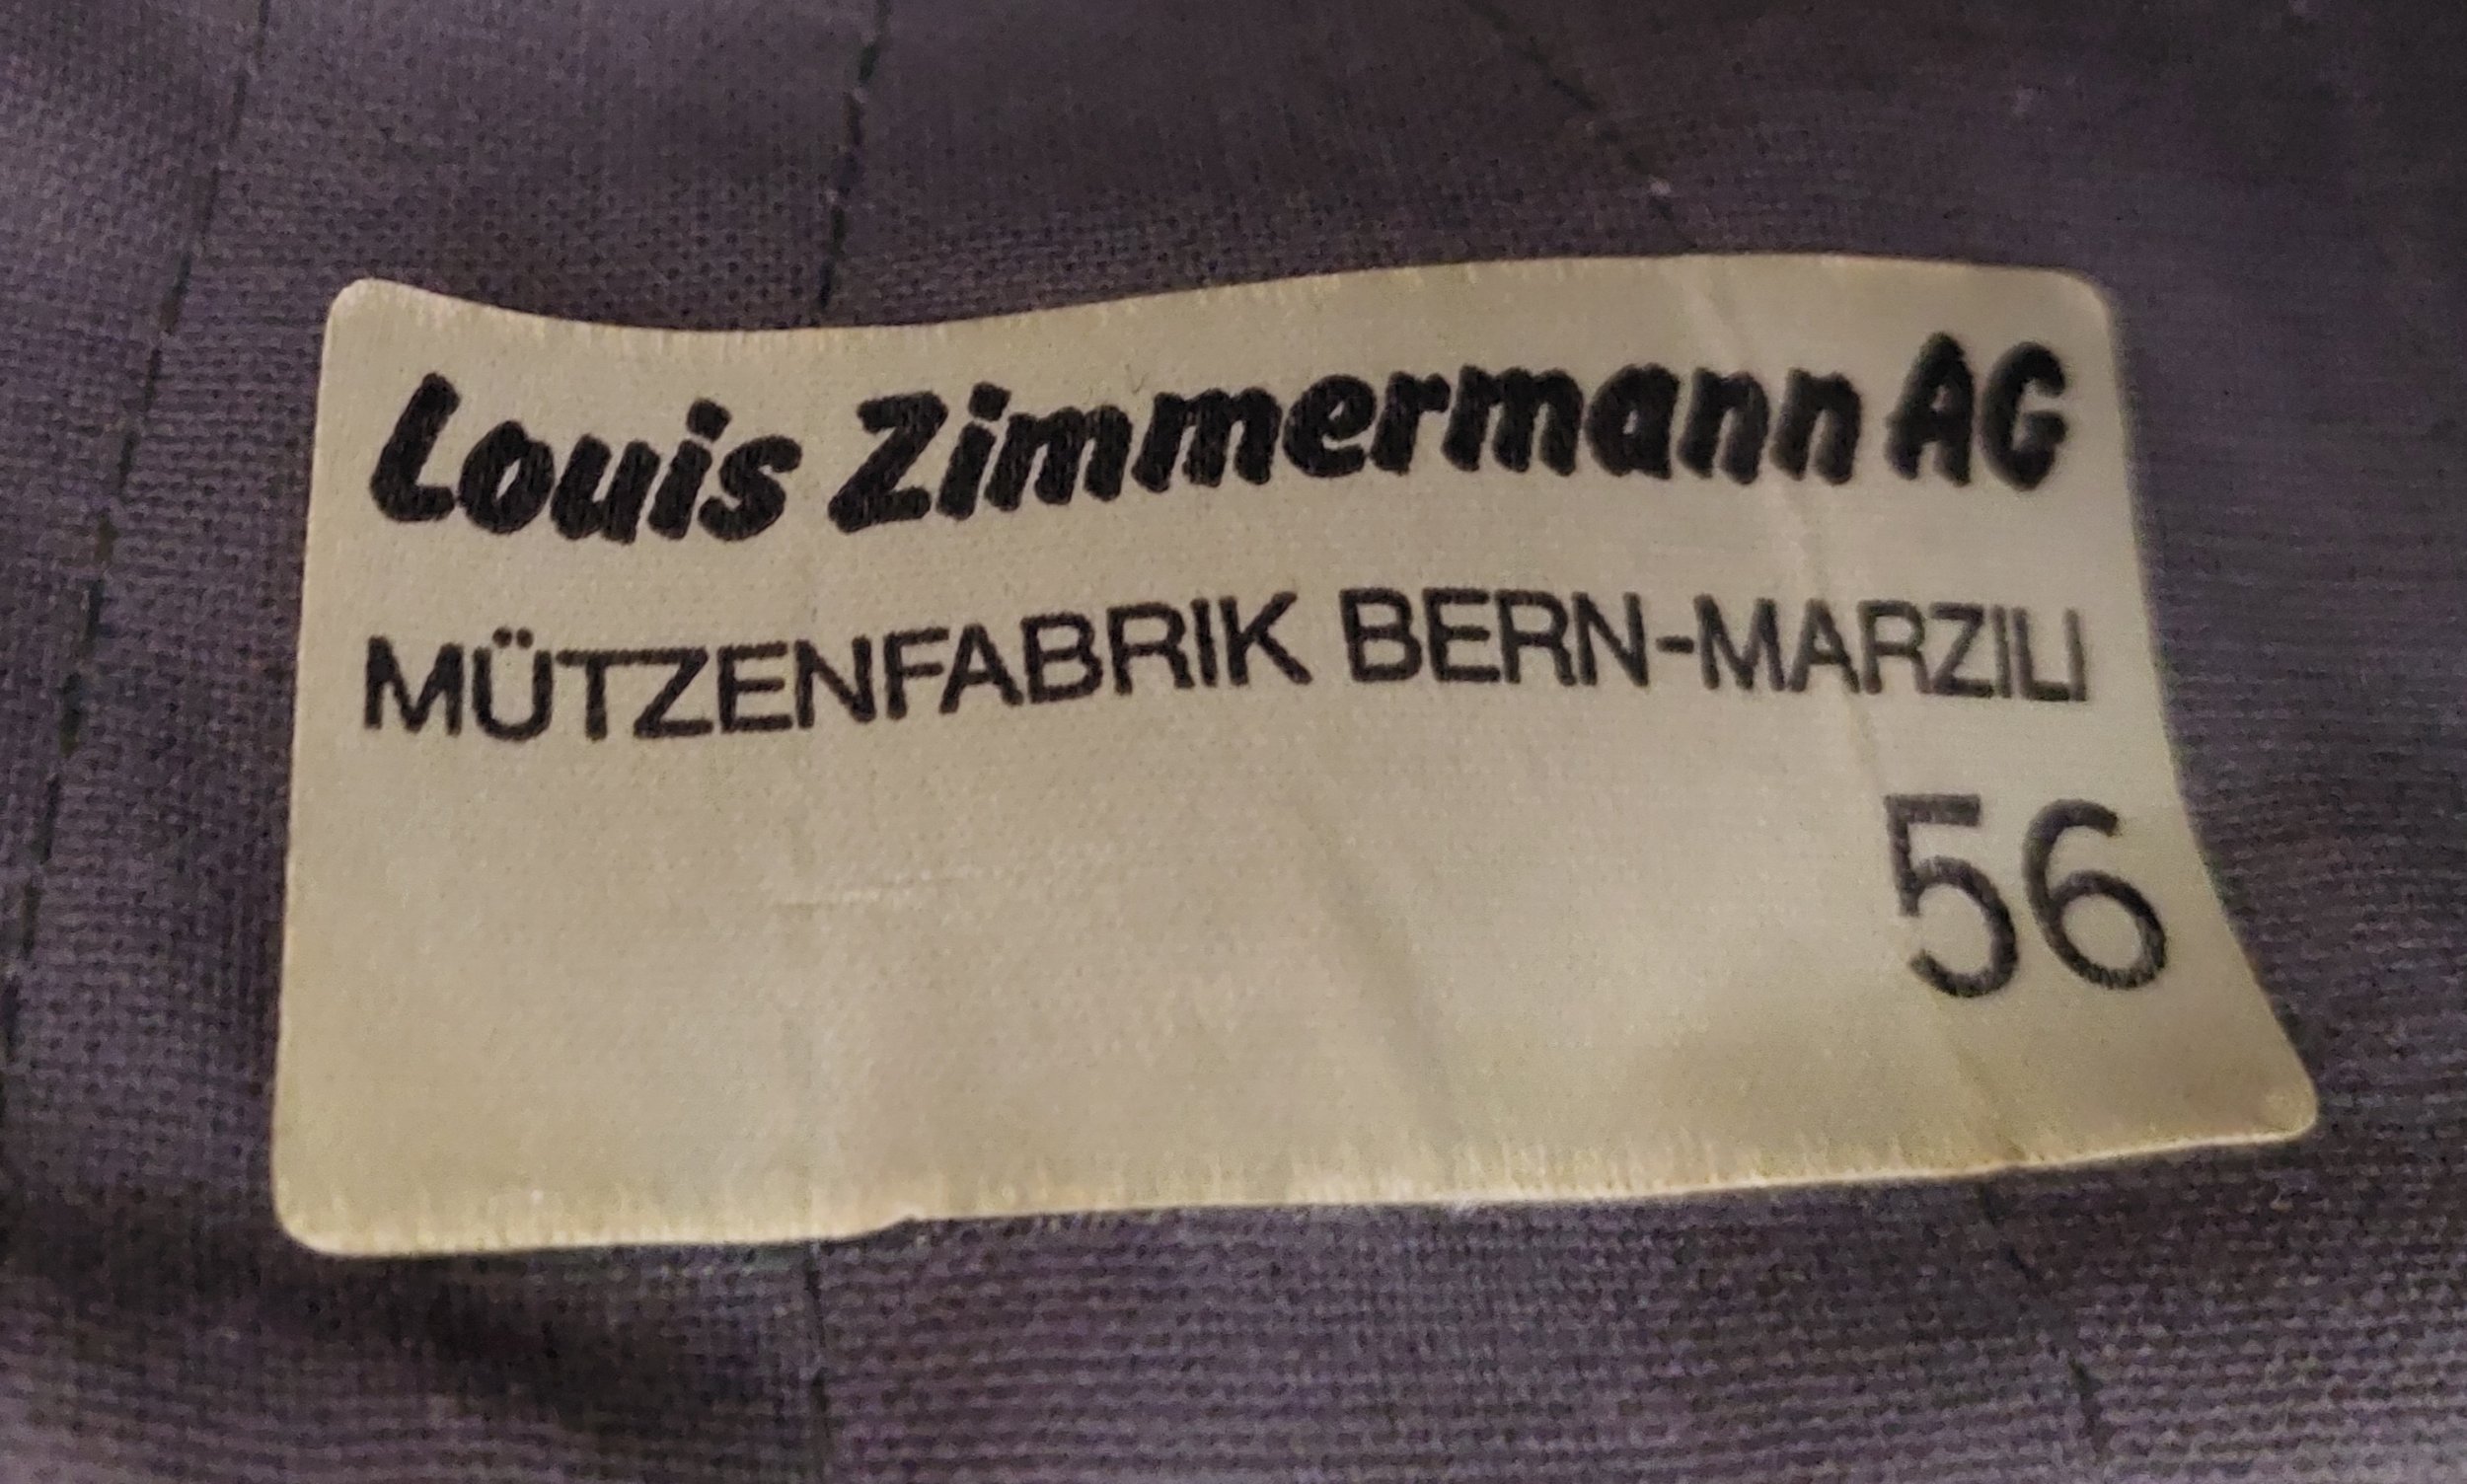 Louis Zimmermann AG
MÜTZENFABRIK BERN-MARZILI
56